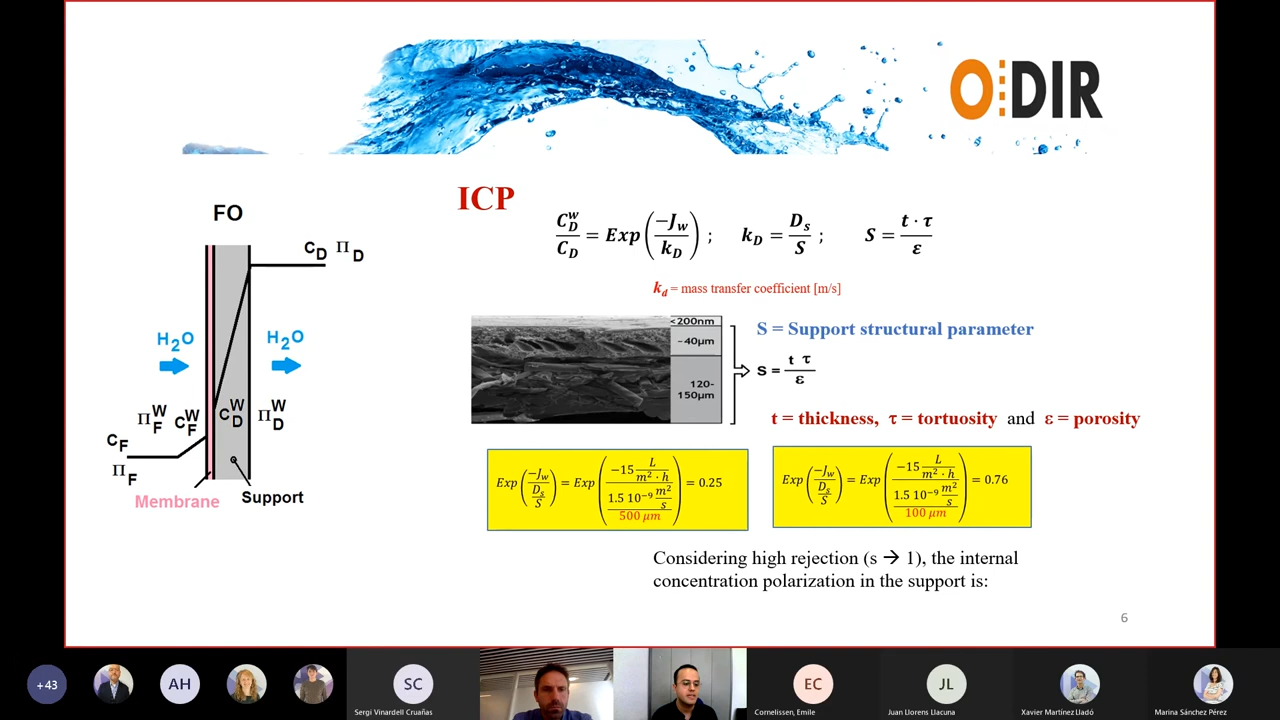 O DIR
ICP
FO
C_D^w / C_D = Exp(−J_w / k_D) ; k_D = D_s / S ; S = t · τ / ε
k_d = mass transfer coefficient [m/s]
C_D Π_D
H2O
H2O
Π_F^W C_F^W C_D^W Π_D^W
C_F
Π_F
Membrane
Support
<200nm
~40µm
120-
150µm
S = Support structural parameter
S = t τ / ε
t = thickness, τ = tortuosity and ε = porosity
Exp(−J_w / (D_s / S)) = Exp(−15 L/(m² · h) / (1.5 10⁻⁹ m²/s / 500 µm)) = 0.25
Exp(−J_w / (D_s / S)) = Exp(−15 L/(m² · h) / (1.5 10⁻⁹ m²/s / 100 µm)) = 0.76
Considering high rejection (s → 1), the internal
concentration polarization in the support is:
6
+43
AH
SC
Sergi Vinardell Cruañas
EC
Cornelissen, Emile
JL
Juan Llorens Llacuna
Xavier Martínez Lladó
Marina Sánchez Pérez